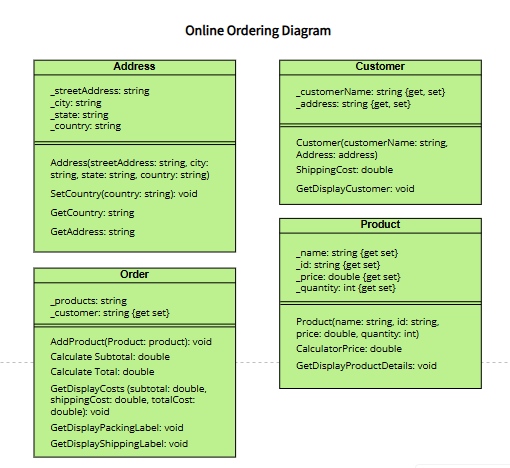 Online Ordering Diagram
Address
_streetAddress: string
_city: string
_state: string
_country: string
Address(streetAddress: string, city:
string, state: string, country: string)
SetCountry(country: string): void
GetCountry: string
GetAddress: string
Customer
_customerName: string {get, set}
_address: string {get, set}
Customer(customerName: string,
Address: address)
ShippingCost: double
GetDisplayCustomer: void
Order
_products: string
_customer: string {get set}
AddProduct(Product: product): void
Calculate Subtotal: double
Calculate Total: double
GetDisplayCosts (subtotal: double,
shippingCost: double, totalCost:
double): void
GetDisplayPackingLabel: void
GetDisplayShippingLabel: void
Product
_name: string {get set}
_id: string {get set}
_price: double {get set}
_quantity: int {get set}
Product(name: string, id: string,
price: double, quantity: int)
CalculatorPrice: double
GetDisplayProductDetails: void